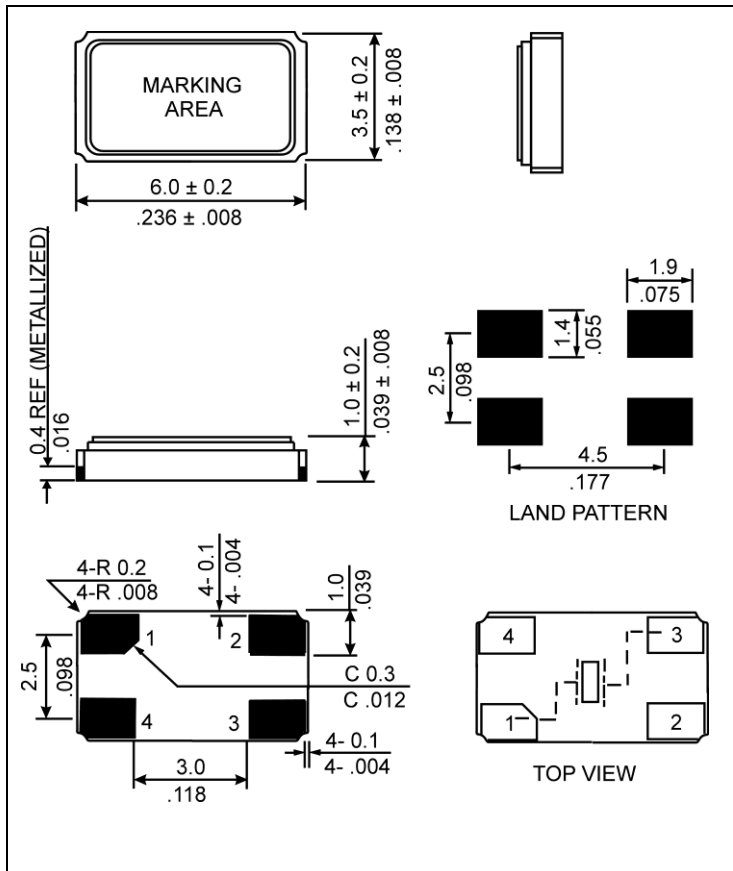 MARKING
AREA
3.5 ± 0.2
.138 ± .008
6.0 ± 0.2
.236 ± .008
0.4 REF (METALLIZED)
.016
1.0 ± 0.2
.039 ± .008
1.9
.075
1.4
.055
2.5
.098
4.5
.177
LAND PATTERN
4-R 0.2
4-R .008
4- 0.1
4- .004
1.0
.039
1
2
2.5
.098
C 0.3
C .012
4
3
4- 0.1
4- .004
3.0
.118
4
3
1
2
TOP VIEW